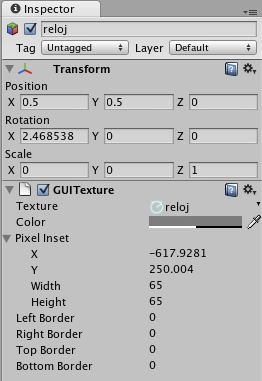 Inspector
reloj
Tag Untagged Layer Default
Transform
Position
X 0.5 Y 0.5 Z 0
Rotation
X 2.468538 Y 0 Z 0
Scale
X 0 Y 0 Z 1
GUITexture
Texture reloj
Color
Pixel Inset
X -617.9281
Y 250.004
Width 65
Height 65
Left Border 0
Right Border 0
Top Border 0
Bottom Border 0